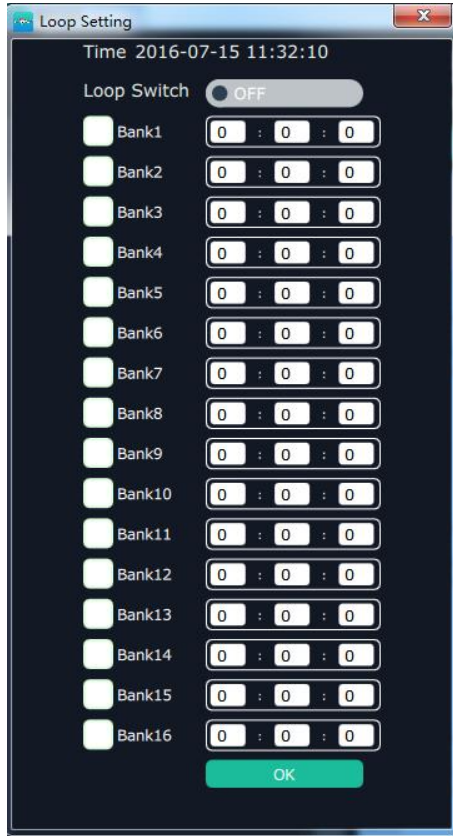 Loop Setting
Time 2016-07-15 11:32:10
Loop Switch OFF
Bank1 0 : 0 : 0
Bank2 0 : 0 : 0
Bank3 0 : 0 : 0
Bank4 0 : 0 : 0
Bank5 0 : 0 : 0
Bank6 0 : 0 : 0
Bank7 0 : 0 : 0
Bank8 0 : 0 : 0
Bank9 0 : 0 : 0
Bank10 0 : 0 : 0
Bank11 0 : 0 : 0
Bank12 0 : 0 : 0
Bank13 0 : 0 : 0
Bank14 0 : 0 : 0
Bank15 0 : 0 : 0
Bank16 0 : 0 : 0
OK